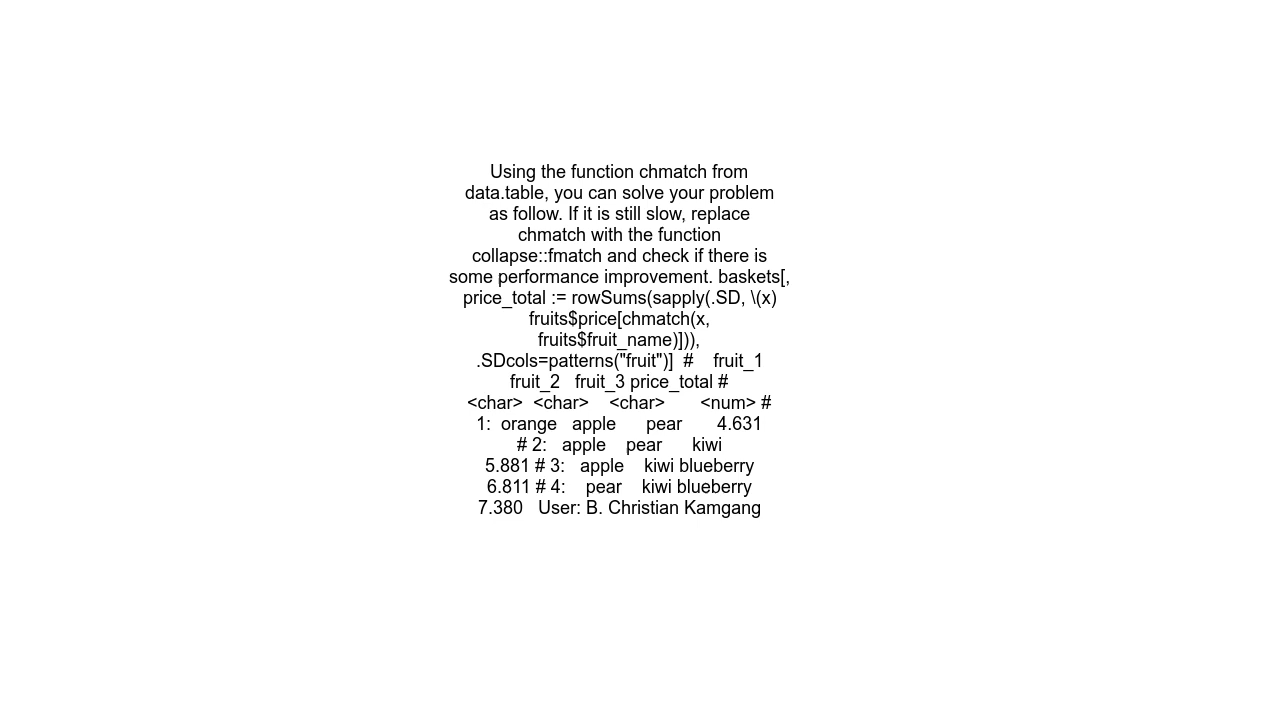 Using the function chmatch from
data.table, you can solve your problem
as follow. If it is still slow, replace
chmatch with the function
collapse::fmatch and check if there is
some performance improvement. baskets[,
price_total := rowSums(sapply(.SD, \(x)
fruits$price[chmatch(x,
fruits$fruit_name)])),
.SDcols=patterns("fruit")]  #    fruit_1
fruit_2   fruit_3 price_total #
<char>  <char>    <char>       <num> #
1:  orange   apple      pear       4.631
# 2:   apple    pear      kiwi
5.881 # 3:   apple    kiwi blueberry
6.811 # 4:    pear    kiwi blueberry
7.380   User: B. Christian Kamgang